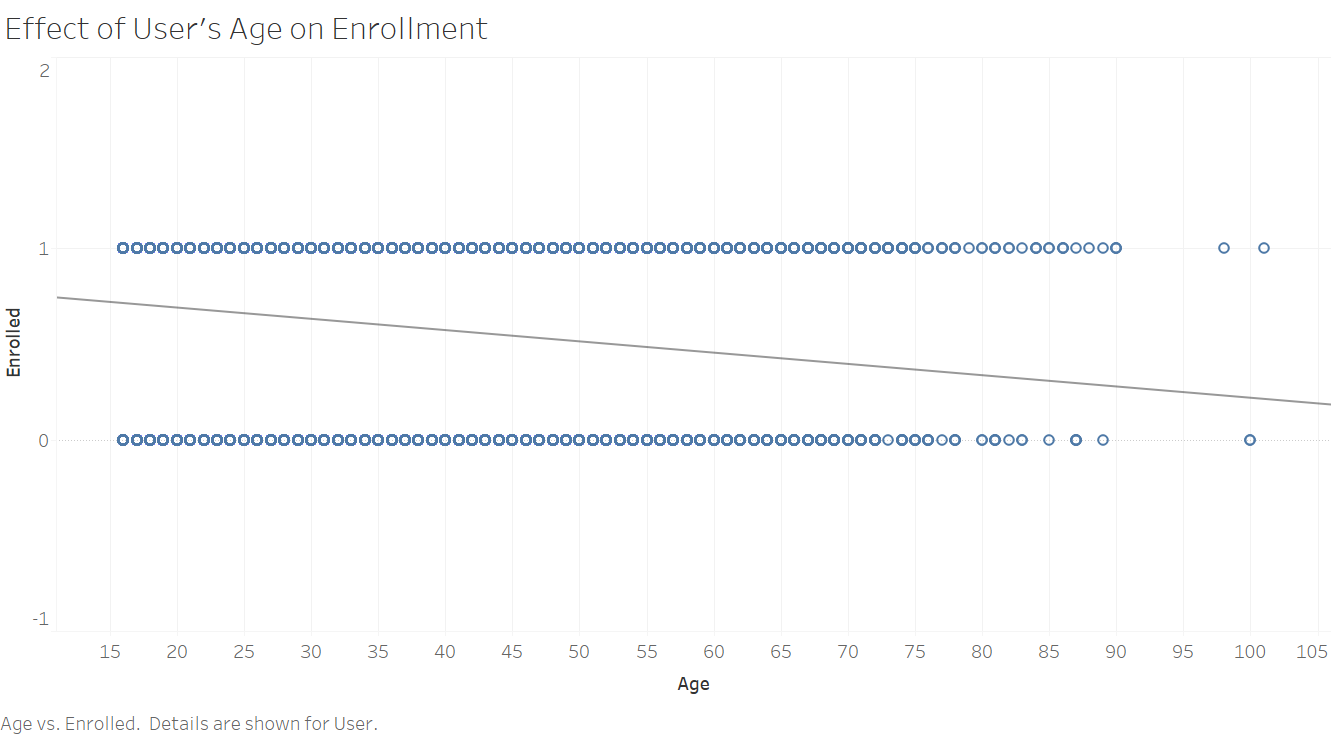 Effect of User's Age on Enrollment
2
1
0
-1
Enrolled
15 20 25 30 35 40 45 50 55 60 65 70 75 80 85 90 95 100 105
Age
Age vs. Enrolled. Details are shown for User.